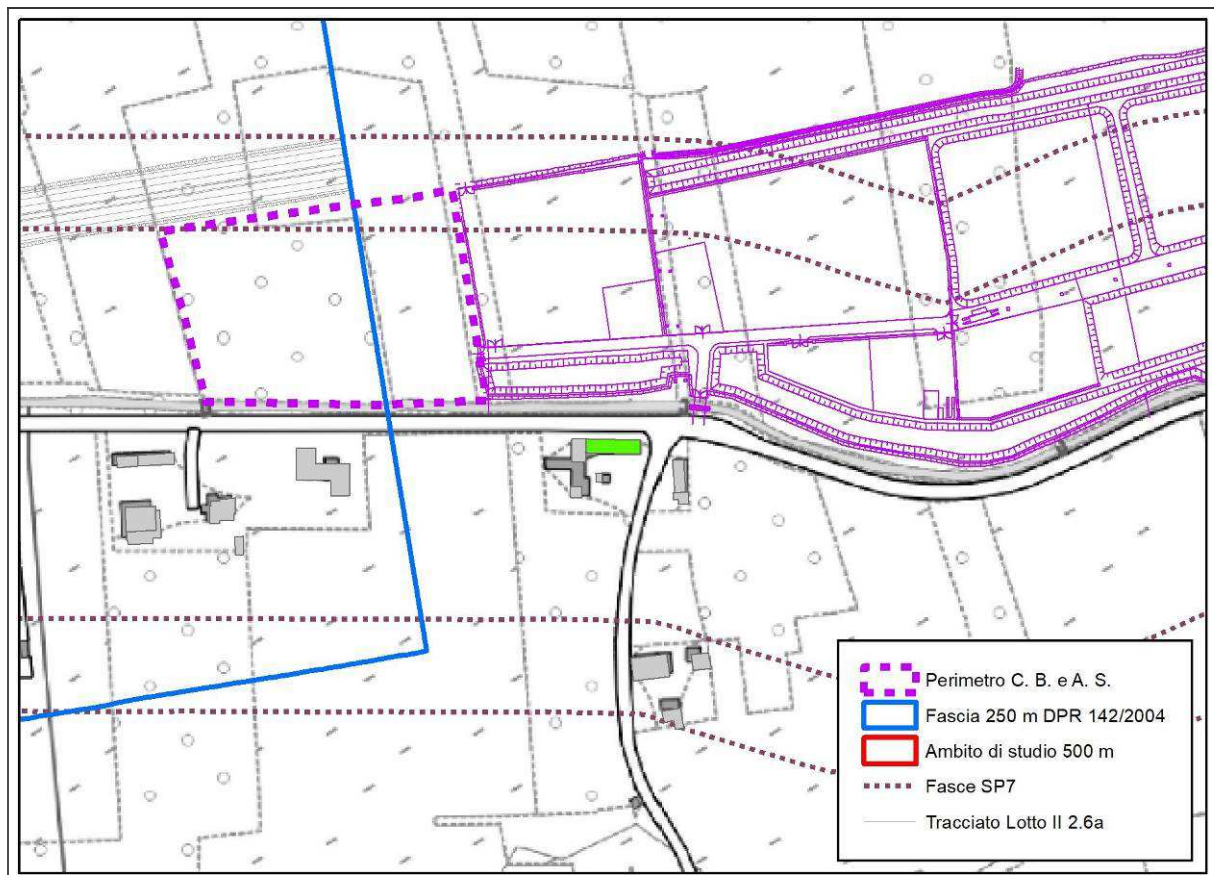 Perimetro C. B. e A. S.
Fascia 250 m DPR 142/2004
Ambito di studio 500 m
Fasce SP7
Tracciato Lotto II 2.6a